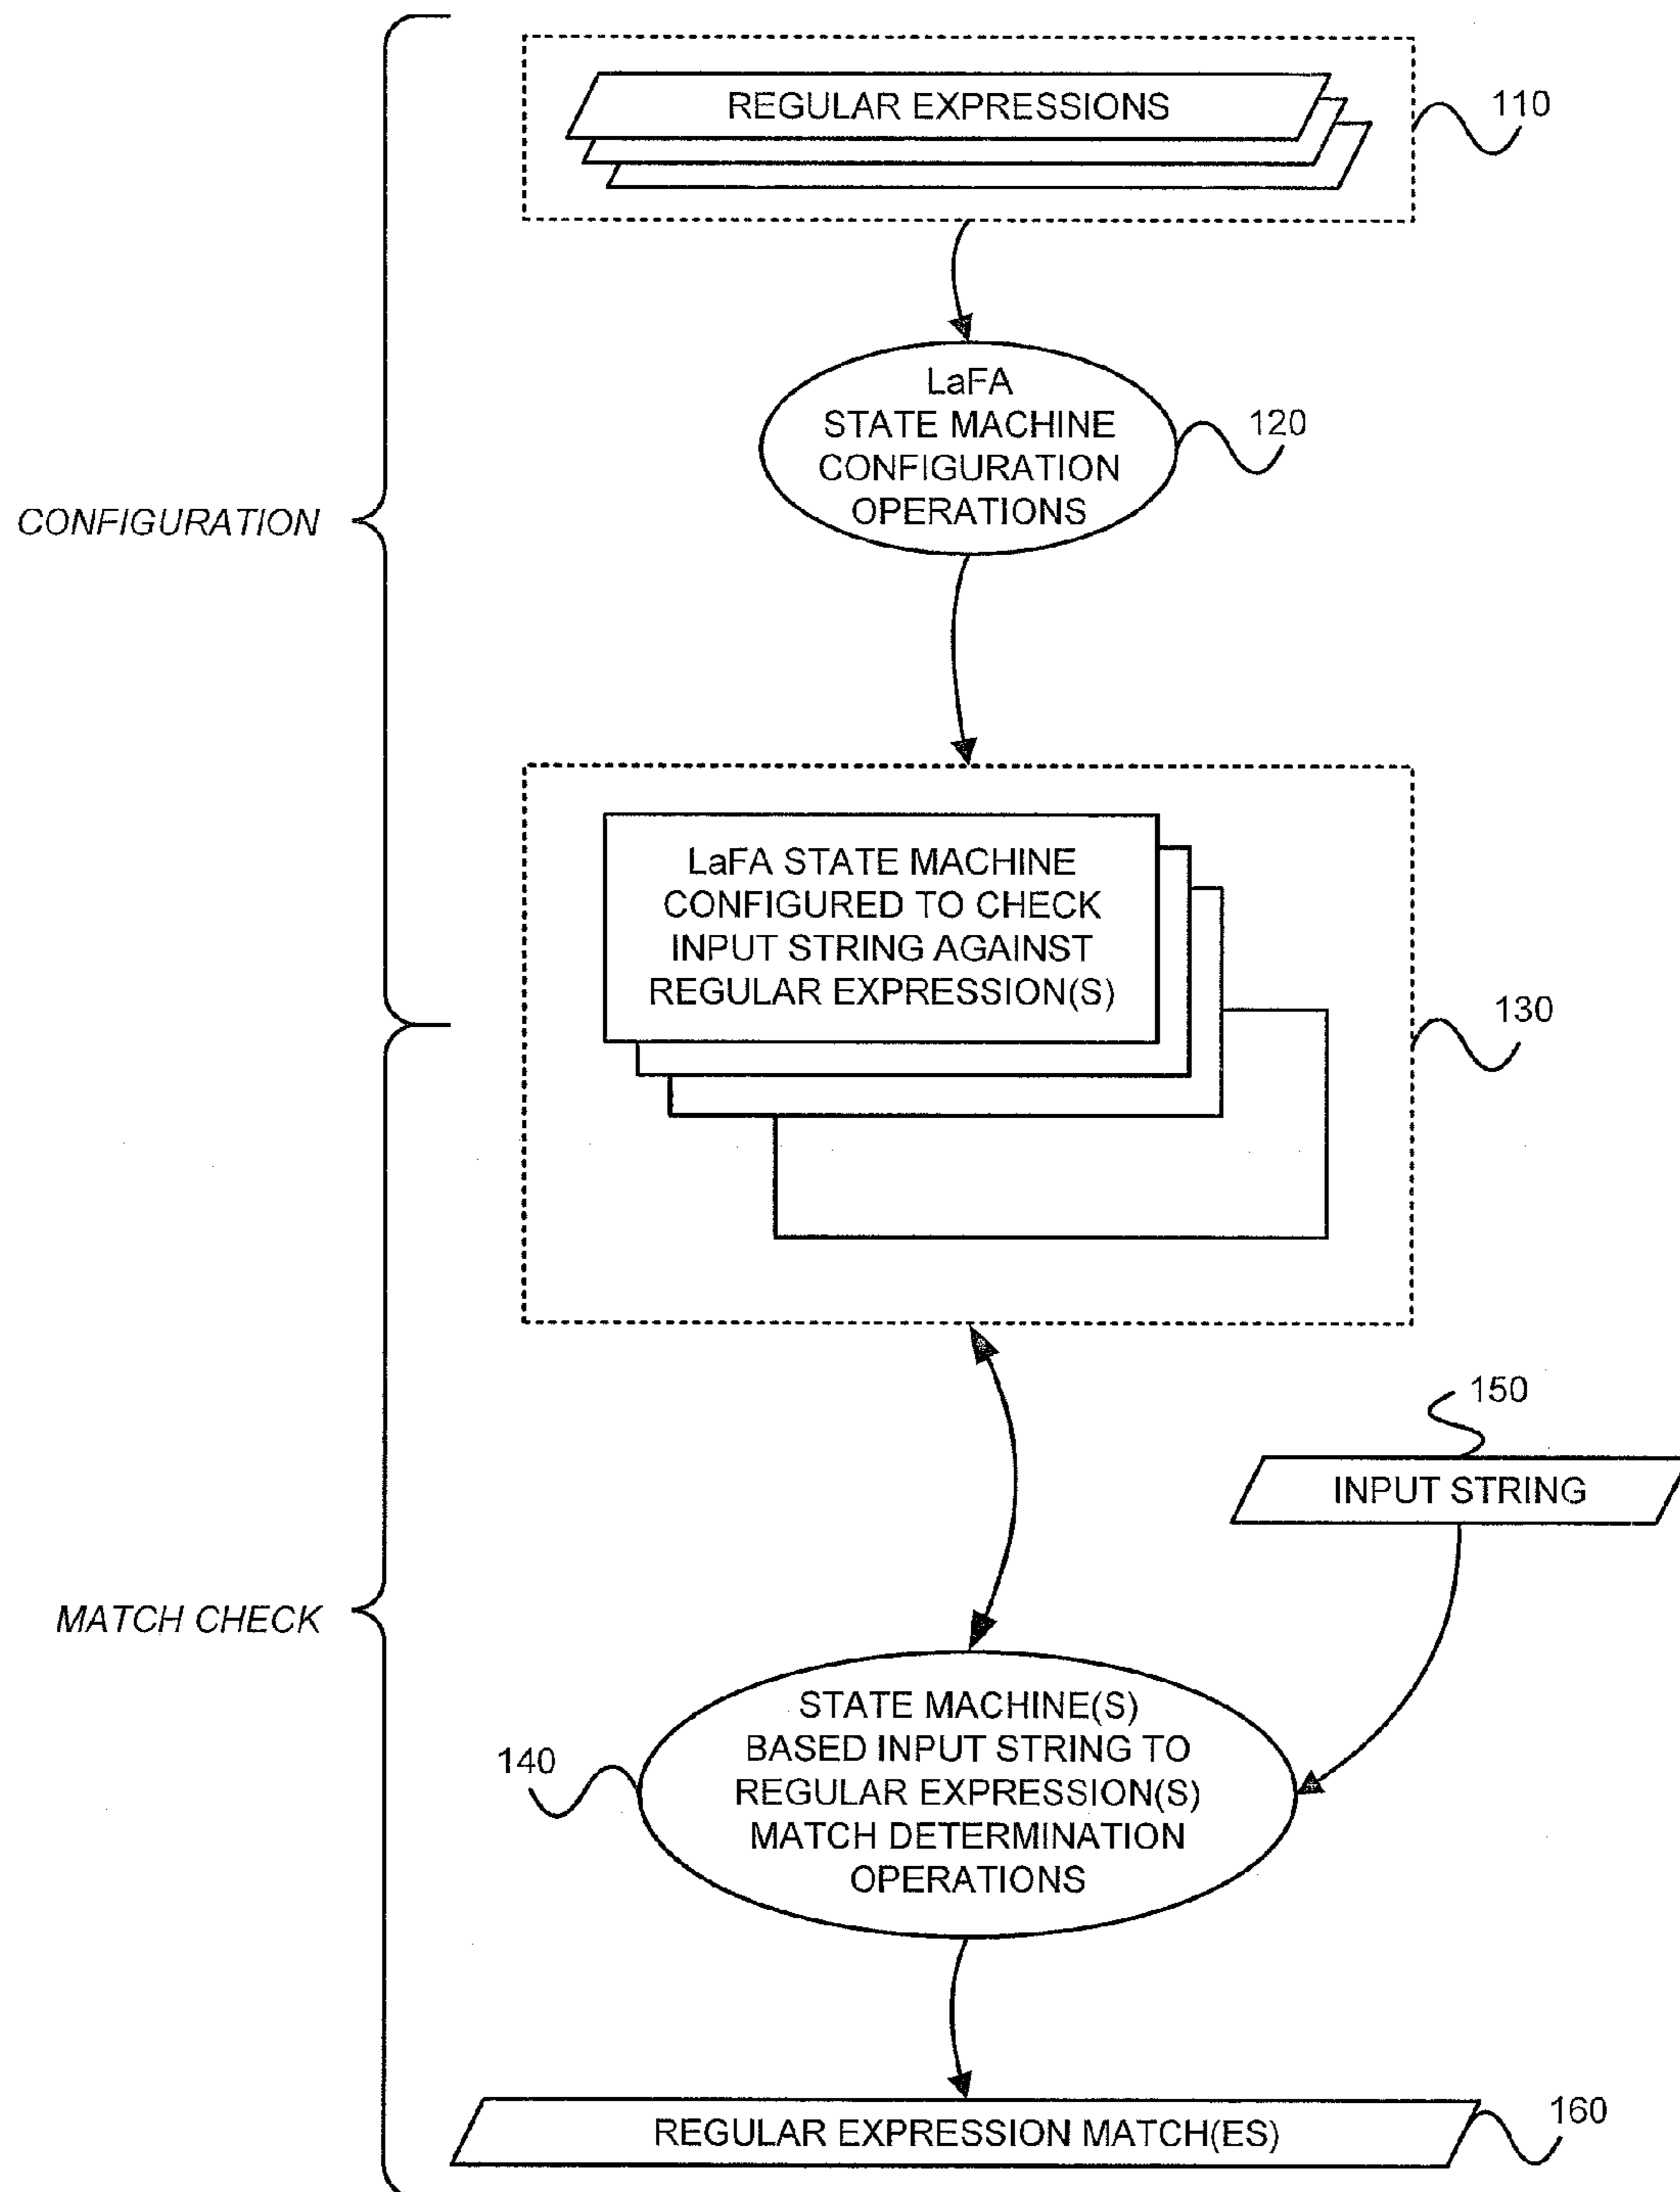 REGULAR EXPRESSIONS
110
LaFA
STATE MACHINE
CONFIGURATION
OPERATIONS
120
CONFIGURATION
LaFA STATE MACHINE
CONFIGURED TO CHECK
INPUT STRING AGAINST
REGULAR EXPRESSION(S)
130
150
INPUT STRING
MATCH CHECK
140
STATE MACHINE(S)
BASED INPUT STRING TO
REGULAR EXPRESSION(S)
MATCH DETERMINATION
OPERATIONS
REGULAR EXPRESSION MATCH(ES)
160